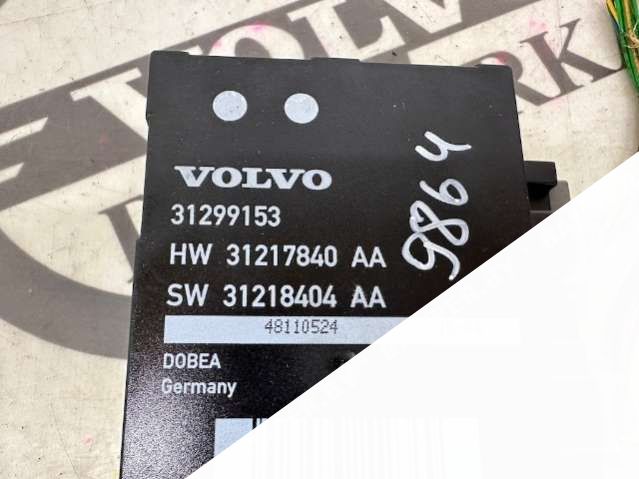 VOLVO
31299153
HW 31217840 AA
SW 31218404 AA
48110524
DOBEA
Germany
9864